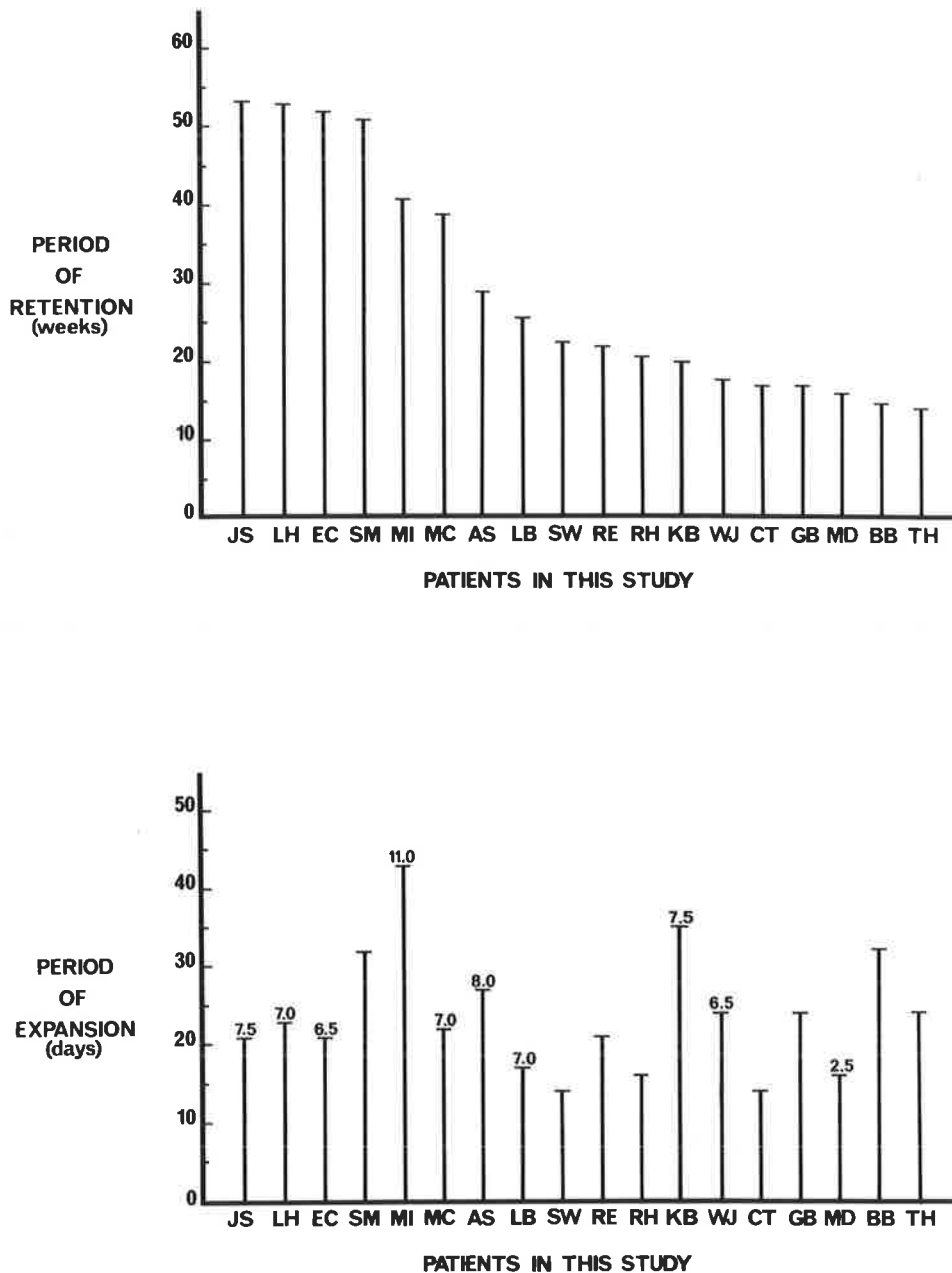 60
50
40
30
20
10
0
PERIOD
OF
RETENTION
(weeks)
JS LH EC SM MI MC AS LB SW RE RH KB WJ CT GB MD BB TH
PATIENTS IN THIS STUDY
50
40
30
20
10
0
PERIOD
OF
EXPANSION
(days)
7.5 7.0 6.5 11.0 7.0 8.0 7.0 7.5 6.5 2.5
JS LH EC SM MI MC AS LB SW RE RH KB WJ CT GB MD BB TH
PATIENTS IN THIS STUDY